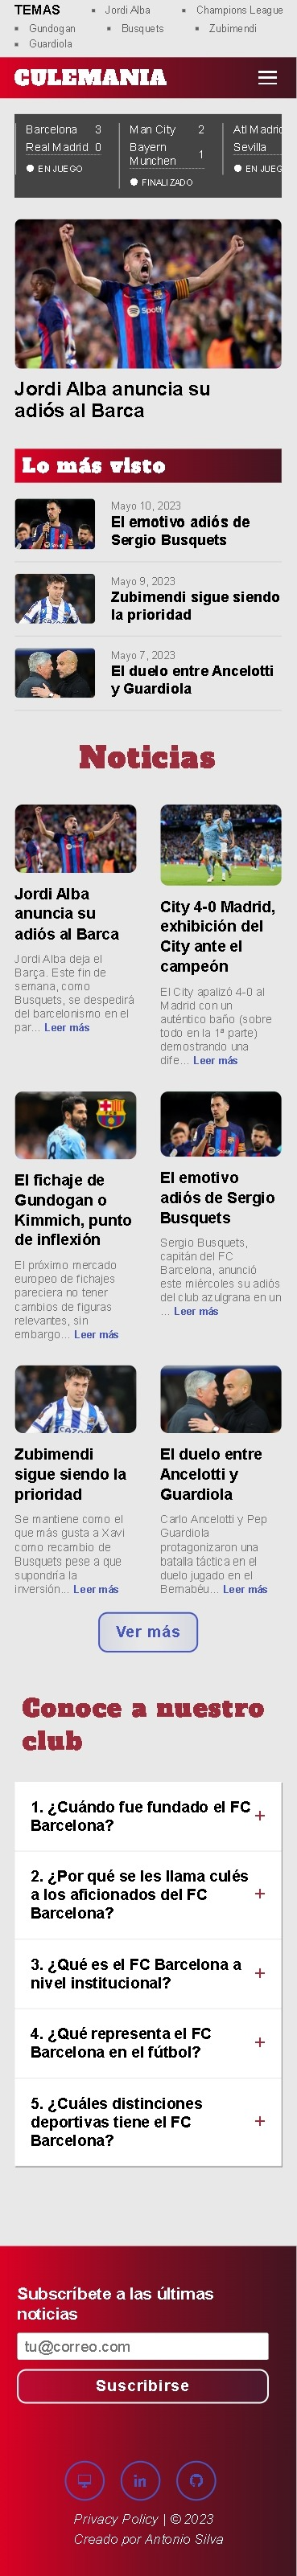 TEMAS
Jordi Alba
Champions League
Gundogan
Busquets
Zubimendi
Guardiola
CULEMANIA
Barcelona 3
Real Madrid 0
EN JUEGO
Man City 2
Bayern
Munchen 1
FINALIZADO
Atl Madrid
Sevilla
EN JUEG
Jordi Alba anuncia su
adiós al Barca
Lo más visto
Mayo 10, 2023
El emotivo adiós de
Sergio Busquets
Mayo 9, 2023
Zubimendi sigue siendo
la prioridad
Mayo 7, 2023
El duelo entre Ancelotti
y Guardiola
Noticias
Jordi Alba
anuncia su
adiós al Barca
Jordi Alba deja el
Barça. Este fin de
semana, como
Busquets, se despedirá
del barcelonismo en el
par... Leer más
City 4-0 Madrid,
exhibición del
City ante el
campeón
El City apalizó 4-0 al
Madrid con un
auténtico baño (sobre
todo en la 1ª parte)
demostrando una
dife... Leer más
El fichaje de
Gundogan o
Kimmich, punto
de inflexión
El próximo mercado
europeo de fichajes
pareciera no tener
cambios de figuras
relevantes, sin
embargo... Leer más
El emotivo
adiós de Sergio
Busquets
Sergio Busquets,
capitán del FC
Barcelona, anunció
este miércoles su adiós
del club azulgrana en un
... Leer más
Zubimendi
sigue siendo la
prioridad
Se mantiene como el
que más gusta a Xavi
como recambio de
Busquets pese a que
supondría la
inversión... Leer más
El duelo entre
Ancelotti y
Guardiola
Carlo Ancelotti y Pep
Guardiola
protagonizaron una
batalla táctica en el
duelo jugado en el
Bernabéu... Leer más
Ver más
Conoce a nuestro
club
1. ¿Cuándo fue fundado el FC
Barcelona?
+
2. ¿Por qué se les llama culés
a los aficionados del FC
Barcelona?
+
3. ¿Qué es el FC Barcelona a
nivel institucional?
+
4. ¿Qué representa el FC
Barcelona en el fútbol?
+
5. ¿Cuáles distinciones
deportivas tiene el FC
Barcelona?
+
Subscríbete a las últimas
noticias
tu@correo.com
Suscribirse
in
Privacy Policy | © 2023
Creado por Antonio Silva